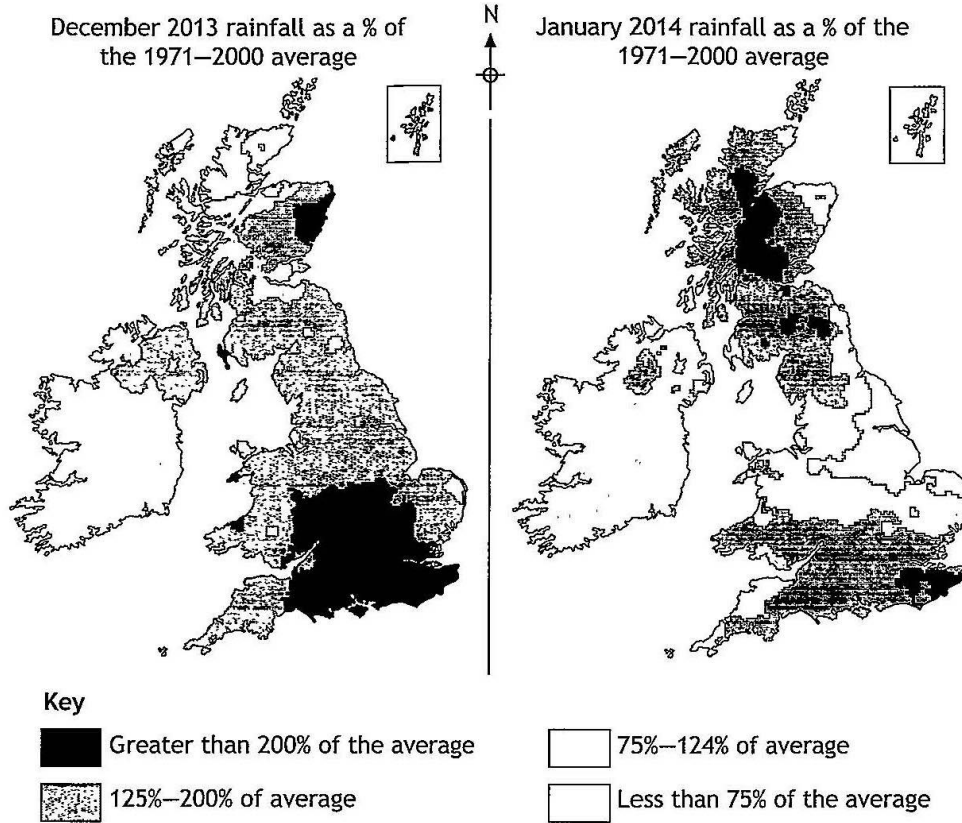 December 2013 rainfall as a % of
the 1971—2000 average
N
January 2014 rainfall as a % of the
1971—2000 average
Key
Greater than 200% of the average
125%—200% of average
75%—124% of average
Less than 75% of the average